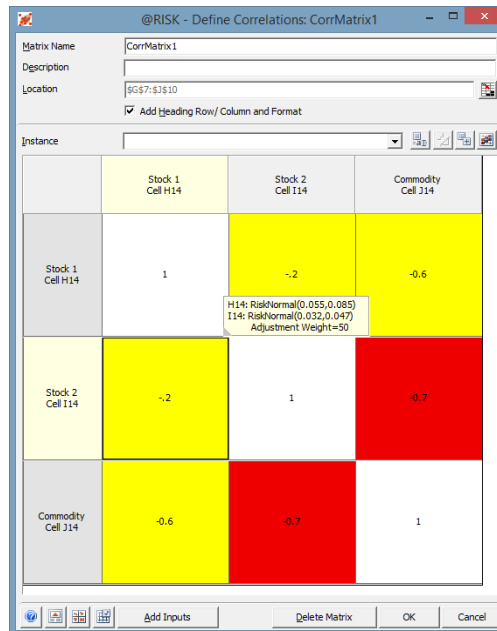 @RISK - Define Correlations: CorrMatrix1
Matrix Name
CorrMatrix1
Description
Location
$G$7:$J$10
Add Heading Row/ Column and Format
Instance
Stock 1
Cell H14
Stock 2
Cell I14
Commodity
Cell J14
Stock 1
Cell H14
1
-.2
-0.6
H14: RiskNormal(0.055,0.085)
I14: RiskNormal(0.032,0.047)
Adjustment Weight=50
Stock 2
Cell I14
-.2
1
-0.7
Commodity
Cell J14
-0.6
-0.7
1
Add Inputs
Delete Matrix
OK
Cancel